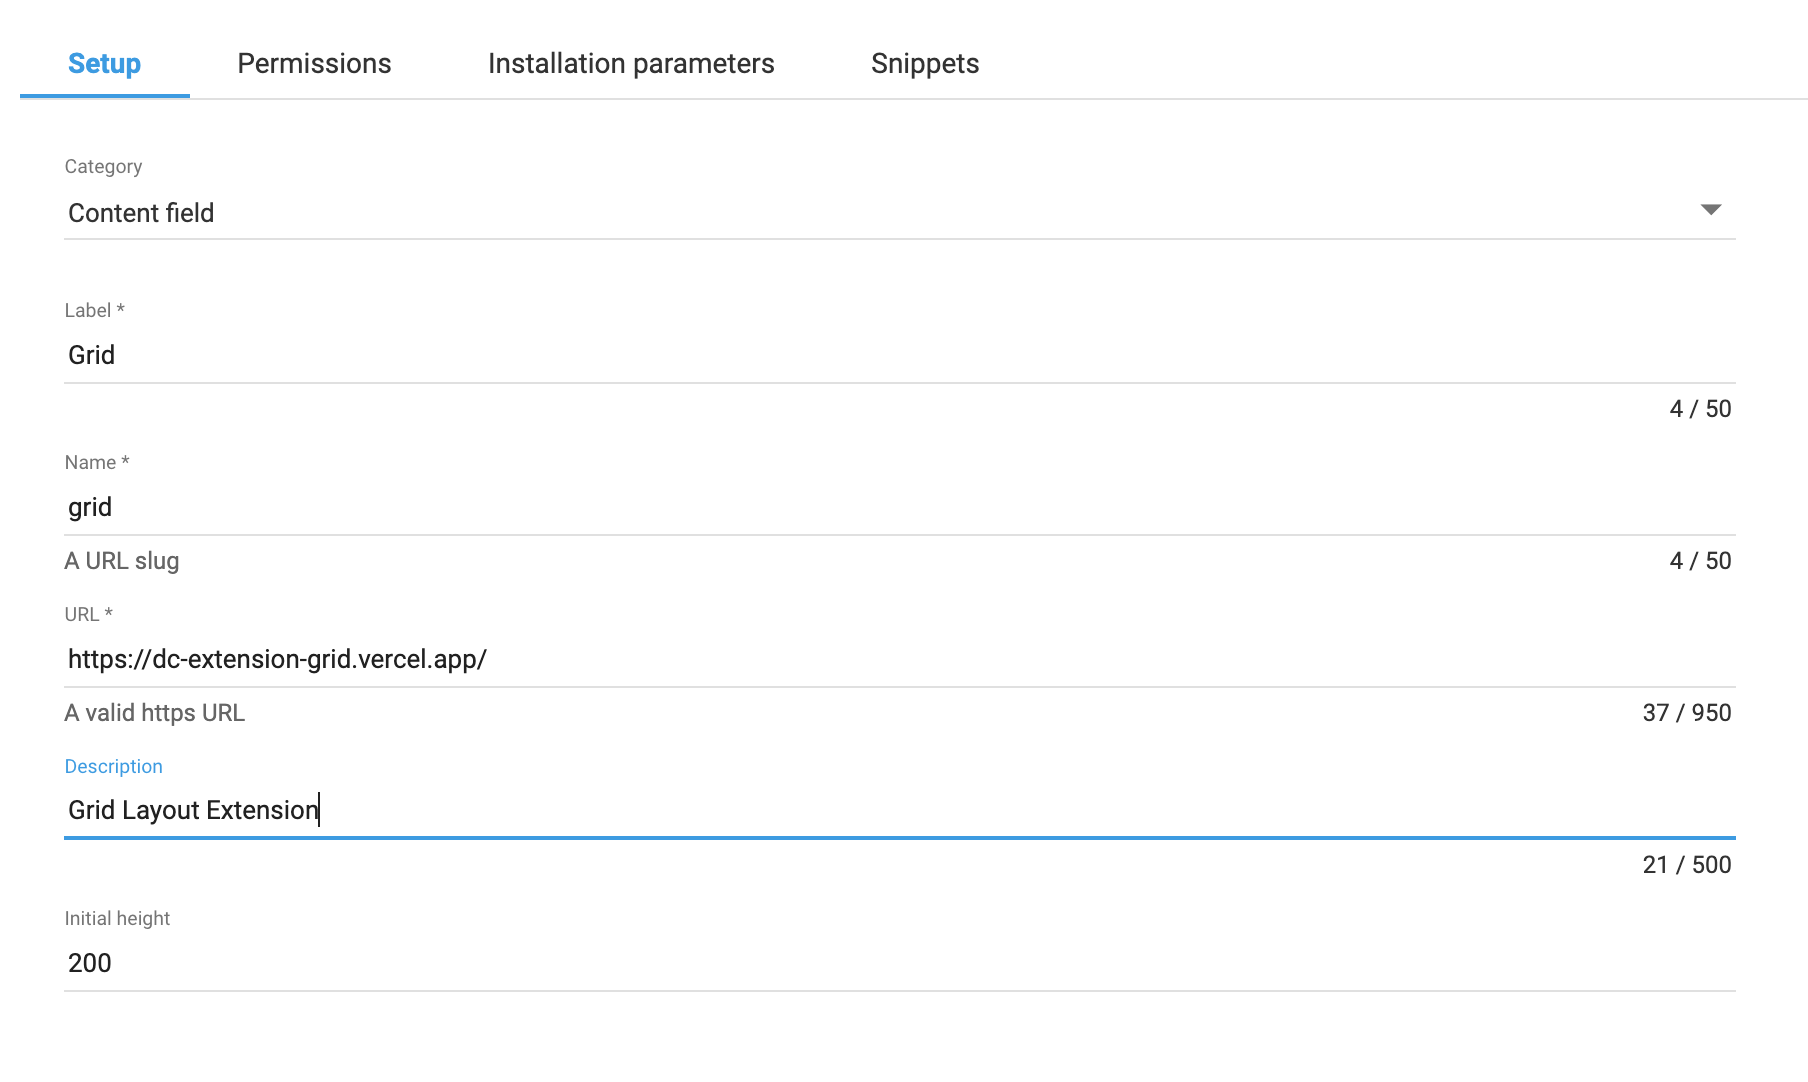 Setup Permissions Installation parameters Snippets
Category
Content field
Label *
Grid
4 / 50
Name *
grid
A URL slug 4 / 50
URL *
https://dc-extension-grid.vercel.app/
A valid https URL 37 / 950
Description
Grid Layout Extension
21 / 500
Initial height
200